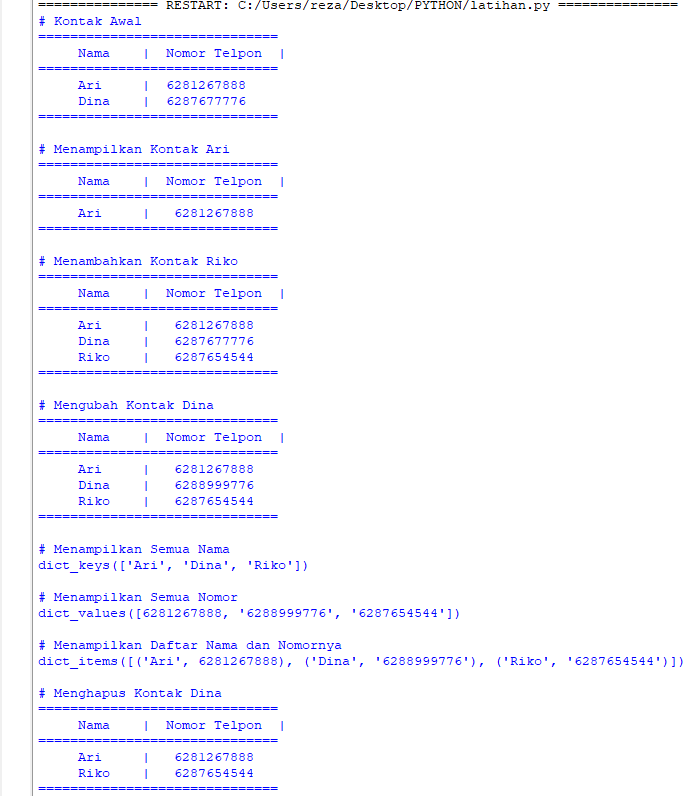 =============== RESTART: C:/Users/reza/Desktop/PYTHON/latihan.py ===============
# Kontak Awal
==============================
     Nama    |  Nomor Telpon  |
==============================
     Ari     |  6281267888
     Dina    |  6287677776
==============================

# Menampilkan Kontak Ari
==============================
     Nama    |  Nomor Telpon  |
==============================
     Ari     |   6281267888
==============================

# Menambahkan Kontak Riko
==============================
     Nama    |  Nomor Telpon  |
==============================
     Ari     |   6281267888
     Dina    |   6287677776
     Riko    |   6287654544
==============================

# Mengubah Kontak Dina
==============================
     Nama    |  Nomor Telpon  |
==============================
     Ari     |   6281267888
     Dina    |   6288999776
     Riko    |   6287654544
==============================

# Menampilkan Semua Nama
dict_keys(['Ari', 'Dina', 'Riko'])

# Menampilkan Semua Nomor
dict_values([6281267888, '6288999776', '6287654544'])

# Menampilkan Daftar Nama dan Nomornya
dict_items([('Ari', 6281267888), ('Dina', '6288999776'), ('Riko', '6287654544')])

# Menghapus Kontak Dina
==============================
     Nama    |  Nomor Telpon  |
==============================
     Ari     |   6281267888
     Riko    |   6287654544
==============================